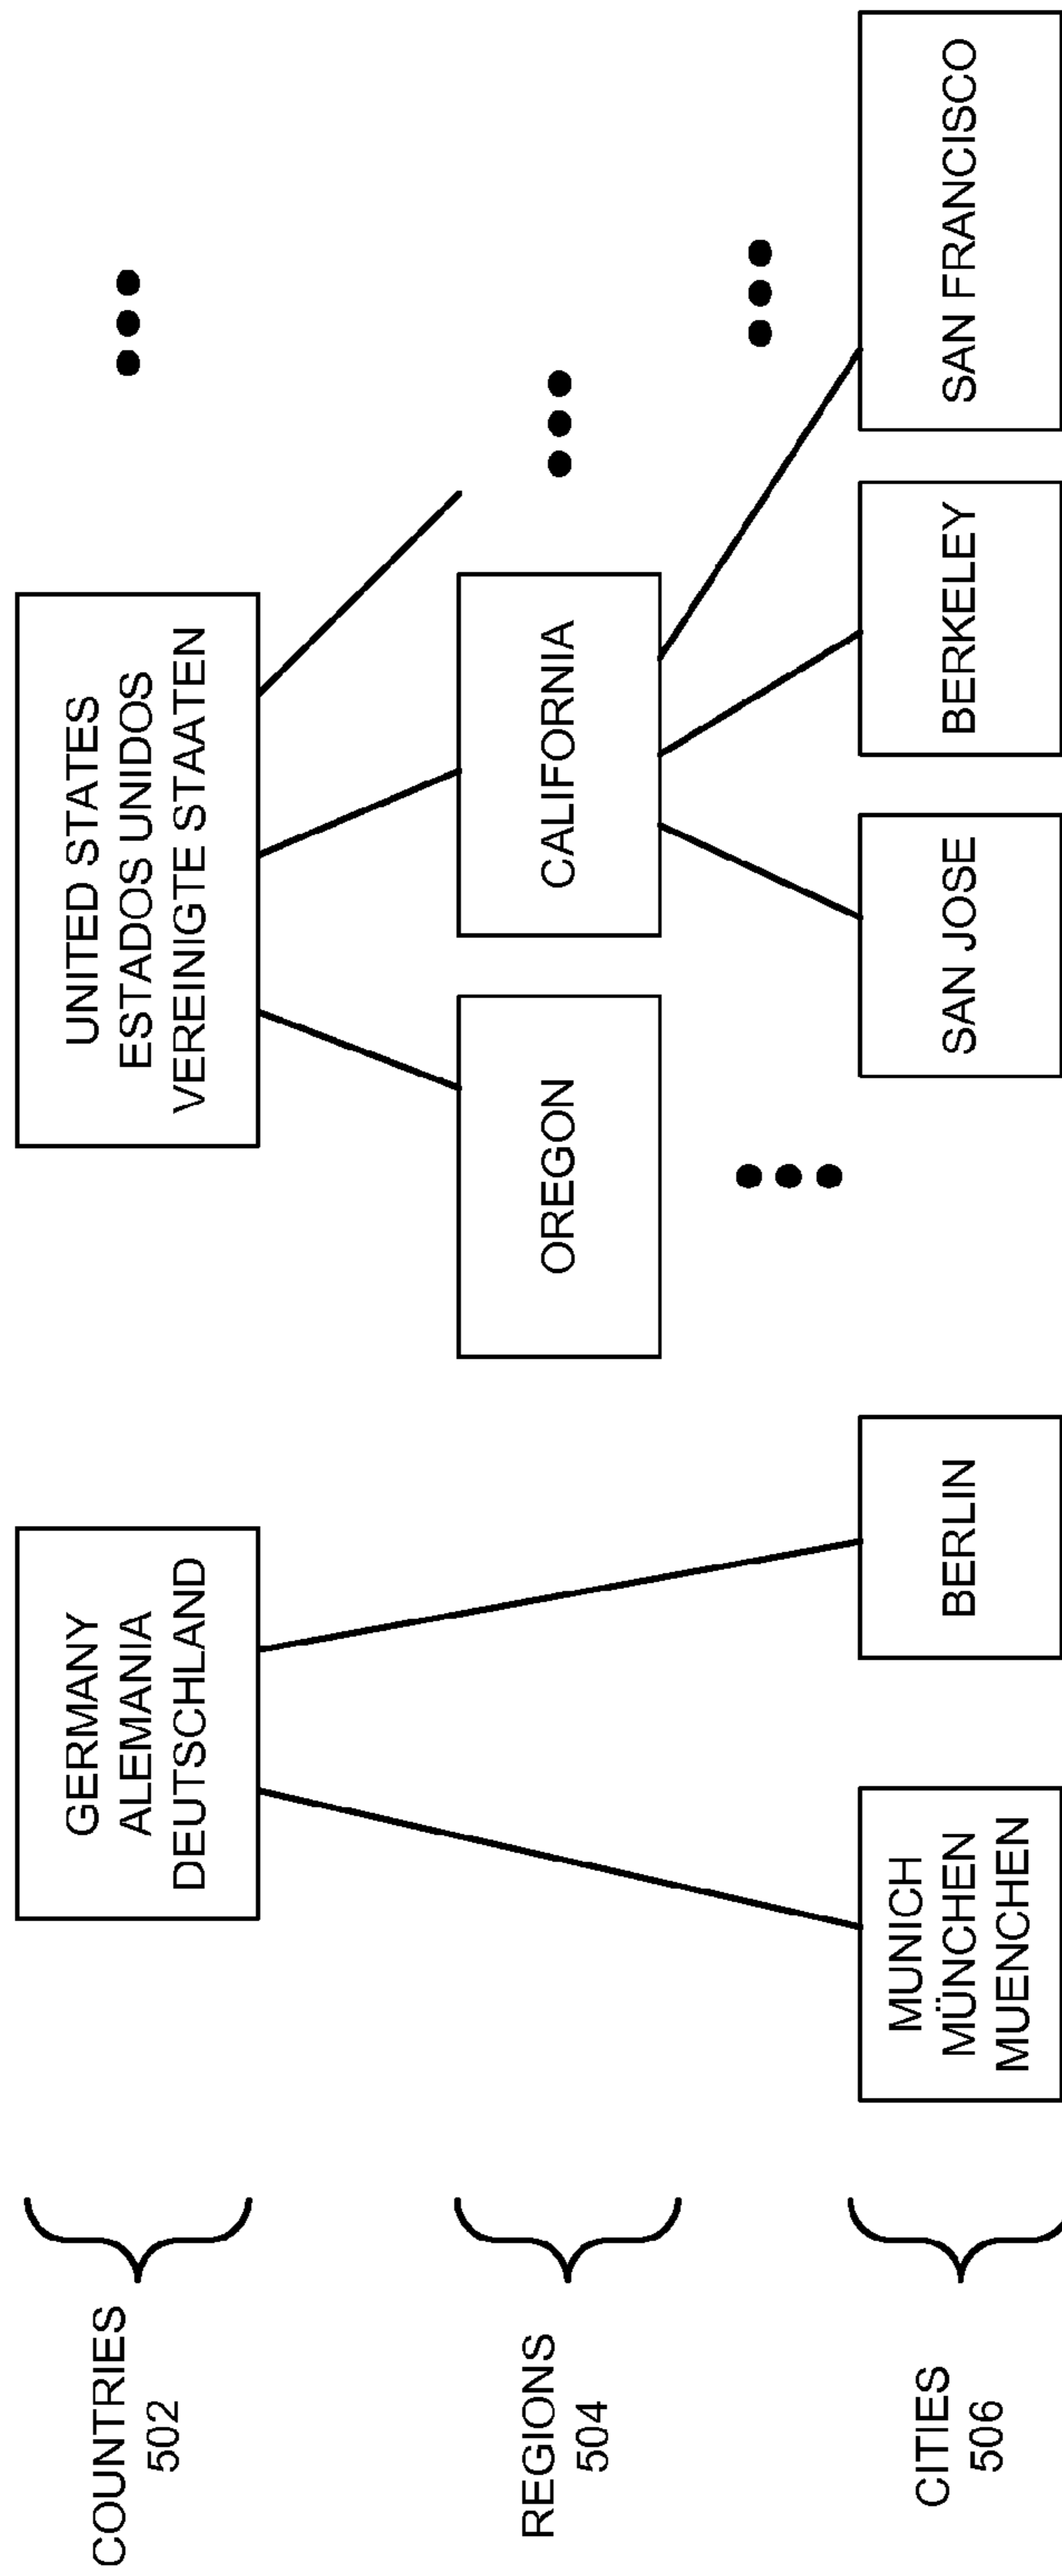 COUNTRIES
502
GERMANY
ALEMANIA
DEUTSCHLAND
UNITED STATES
ESTADOS UNIDOS
VEREINIGTE STAATEN
REGIONS
504
OREGON
CALIFORNIA
CITIES
506
MUNICH
MÜNCHEN
MUENCHEN
BERLIN
SAN JOSE
BERKELEY
SAN FRANCISCO